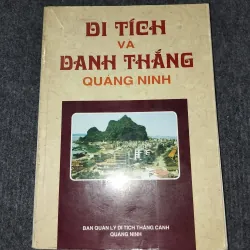 DI TÍCH
VÀ
DANH THẮNG
QUẢNG NINH
BAN QUẢN LÝ DI TÍCH THẮNG CẢNH
QUẢNG NINH